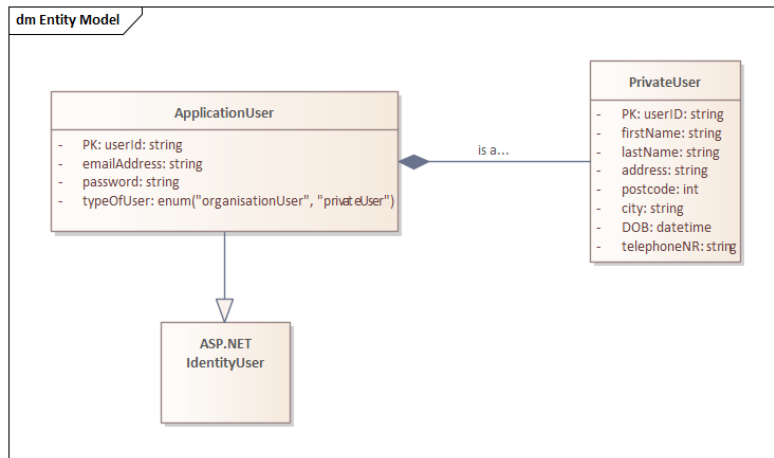 dm Entity Model
ApplicationUser
- PK: userId: string
- emailAddress: string
- password: string
- typeOfUser: enum("organisationUser", "privateUser")
is a...
PrivateUser
- PK: userID: string
- firstName: string
- lastName: string
- address: string
- postcode: int
- city: string
- DOB: datetime
- telephoneNR: string
ASP.NET
IdentityUser